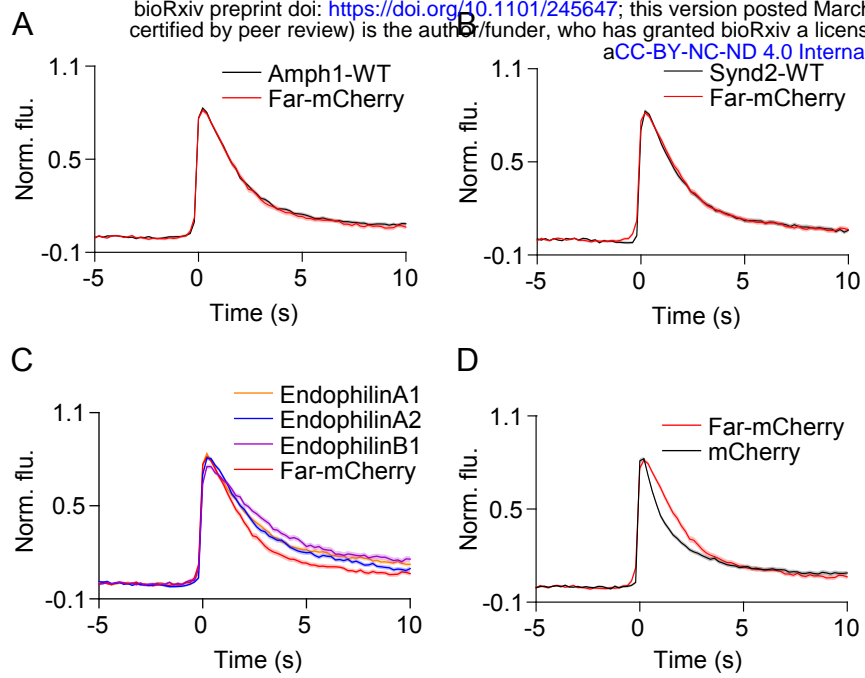 bioRxiv preprint doi: https://doi.org/10.1101/245647; this version posted March
certified by peer review) is the author/funder, who has granted bioRxiv a licens
aCC-BY-NC-ND 4.0 Interna
A
1.1
0.5
-0.1
Norm. flu.
Amph1-WT
Far-mCherry
-5 0 5 10
Time (s)
B
1.1
0.5
-0.1
Norm. flu.
Synd2-WT
Far-mCherry
-5 0 5 10
Time (s)
C
1.1
0.5
-0.1
Norm. flu.
EndophilinA1
EndophilinA2
EndophilinB1
Far-mCherry
-5 0 5 10
Time (s)
D
1.1
0.5
-0.1
Norm. flu.
Far-mCherry
mCherry
-5 0 5 10
Time (s)